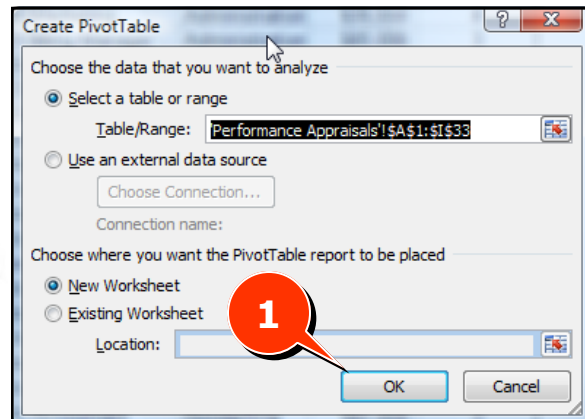 Create PivotTable
Choose the data that you want to analyze
Select a table or range
Table/Range: 'Performance Appraisals'!$A$1:$I$33
Use an external data source
Choose Connection...
Connection name:
Choose where you want the PivotTable report to be placed
New Worksheet
Existing Worksheet
Location:
1
OK Cancel